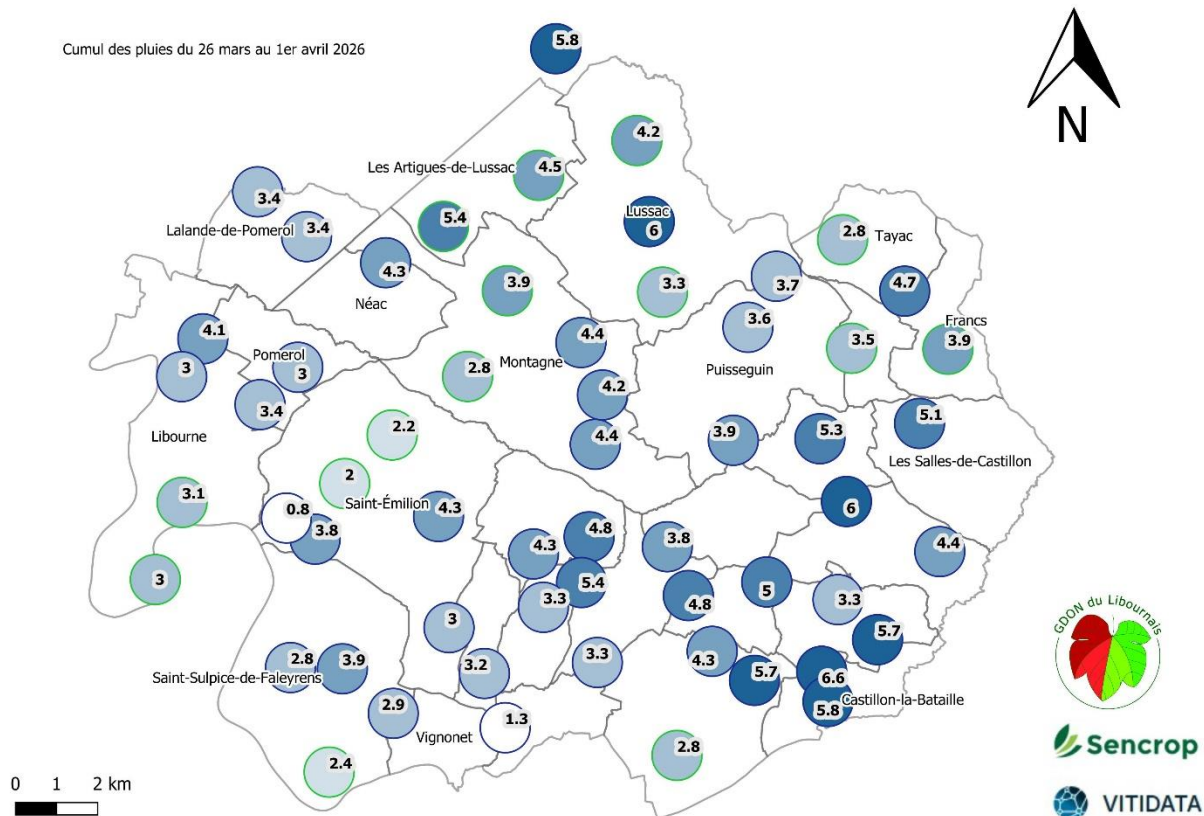 Cumul des pluies du 26 mars au 1er avril 2026
5.8
N
4.2
Les Artigues-de-Lussac
4.5
3.4
Lalande-de-Pomerol
3.4
5.4
Lussac
6
2.8
Tayac
4.3
Néac
3.9
3.3
3.7
4.7
4.1
Pomerol
3
3
3.4
Libourne
4.4
Montagne
2.8
4.2
4.4
3.6
Puisseguin
3.5
Francs
3.9
3.9
5.3
5.1
Les Salles-de-Castillon
2.2
2
Saint-Émilion
0.8
3.8
4.3
3.1
3
6
4.4
4.8
4.3
5.4
3.3
3.8
4.8
5
3.3
5.7
3
3.2
3.3
4.3
5.7
6.6
5.8
Castillon-la-Bataille
2.8
3.9
Saint-Sulpice-de-Faleyrens
2.9
Vignonet
1.3
2.4
2.8
0 1 2 km
GDON du Libournais
Sencrop
VITIDATA